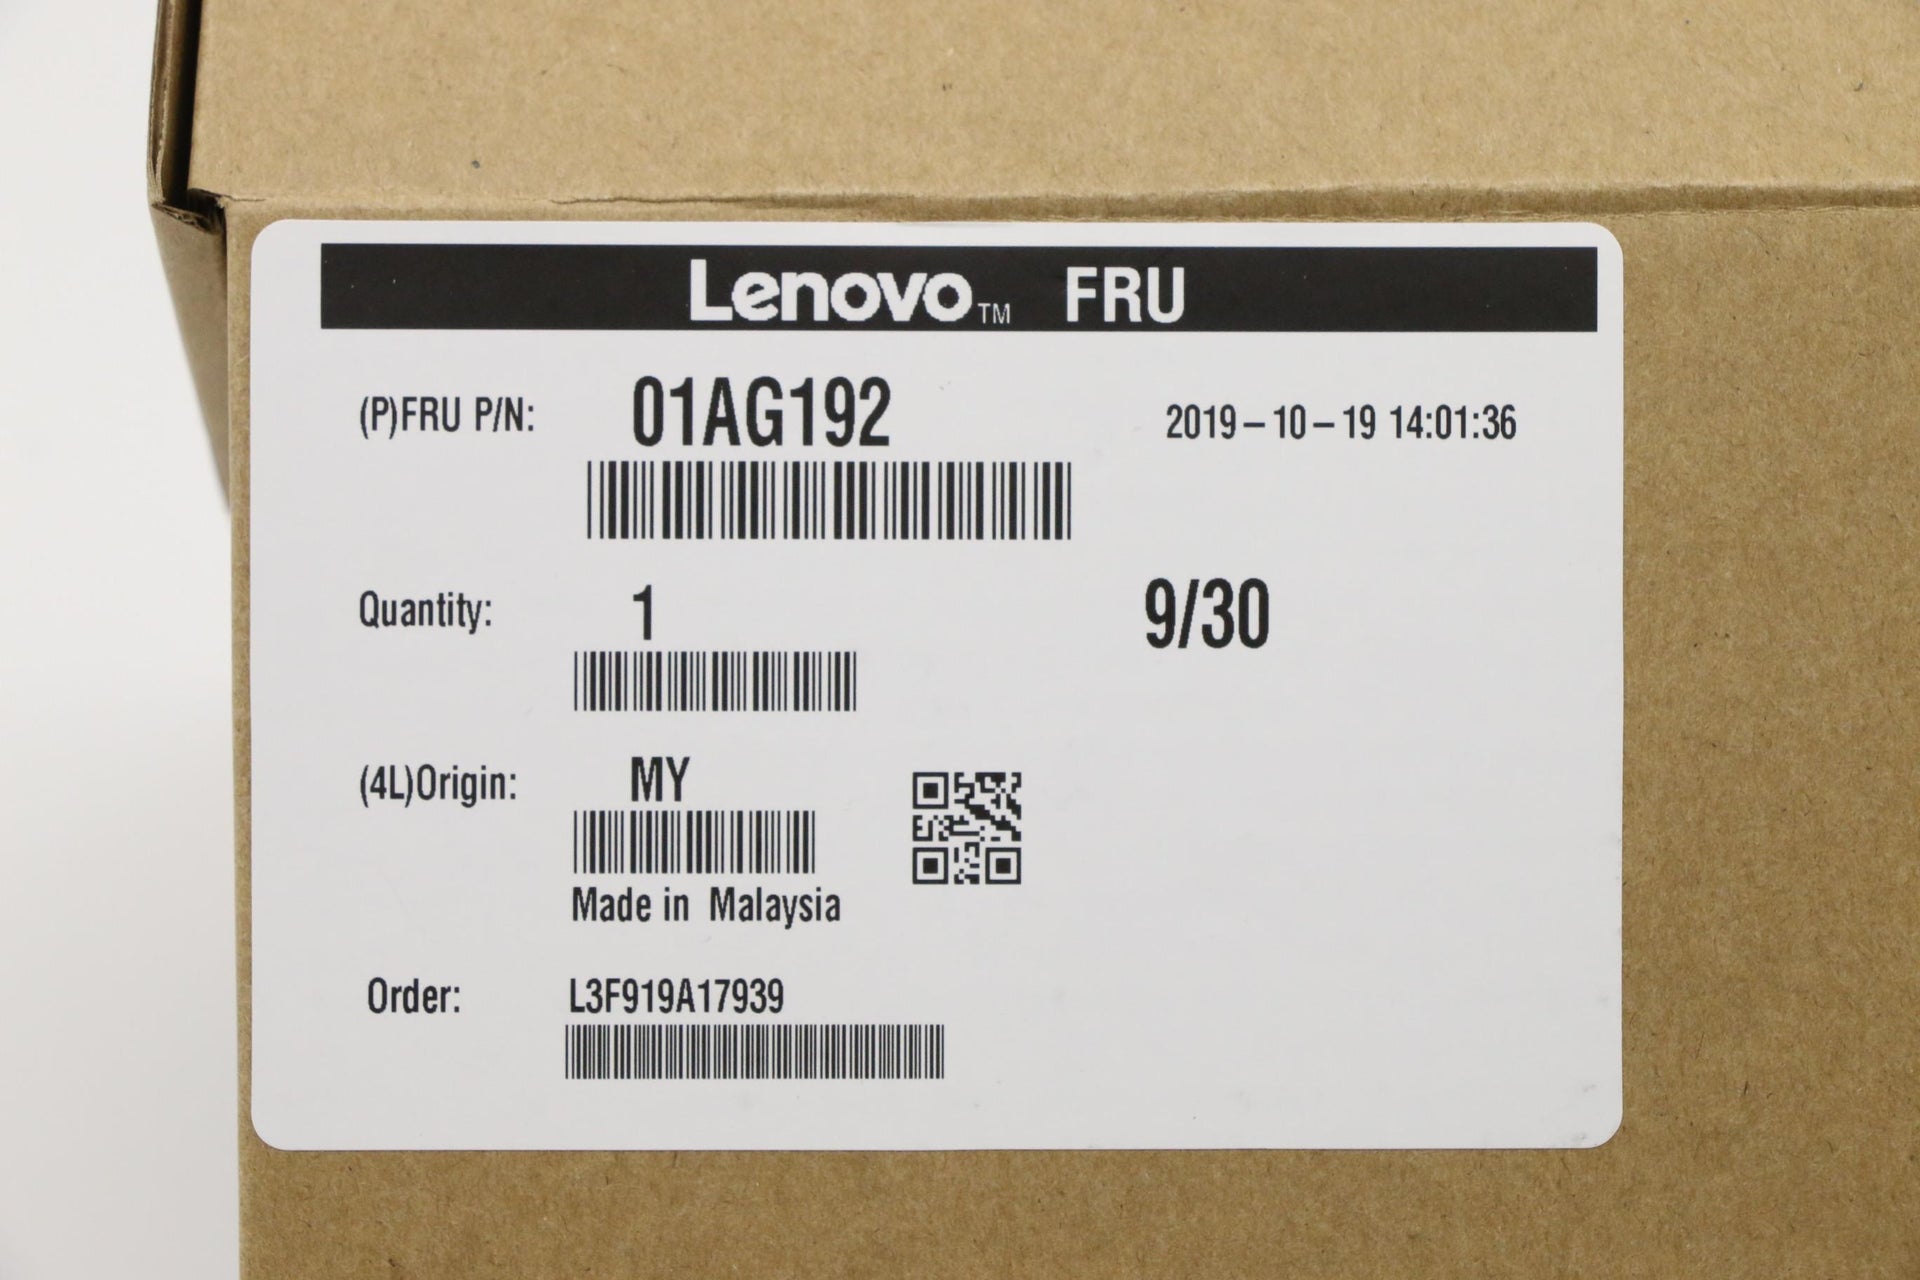 Lenovo™ FRU
(P)FRU P/N: 01AG192 2019-10-19 14:01:36
Quantity: 1 9/30
(4L)Origin: MY
Made in Malaysia
Order: L3F919A17939